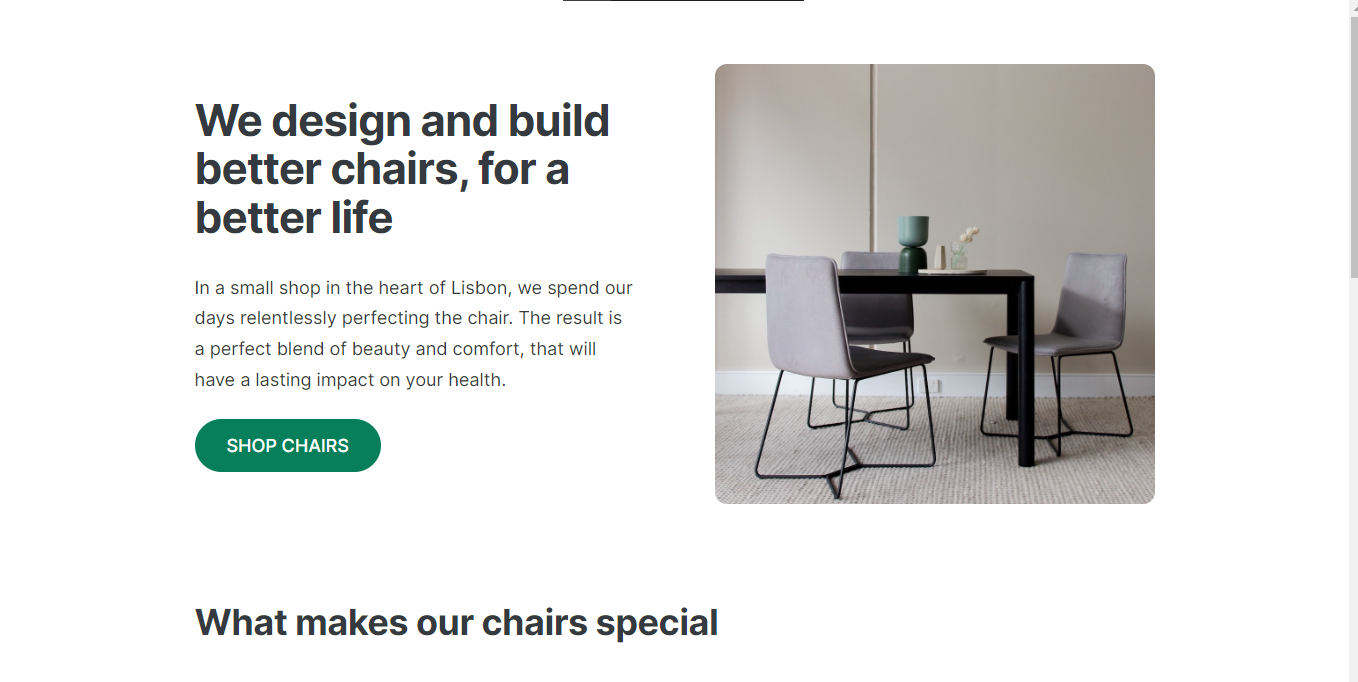 We design and build
better chairs, for a
better life
In a small shop in the heart of Lisbon, we spend our
days relentlessly perfecting the chair. The result is
a perfect blend of beauty and comfort, that will
have a lasting impact on your health.
SHOP CHAIRS
What makes our chairs special